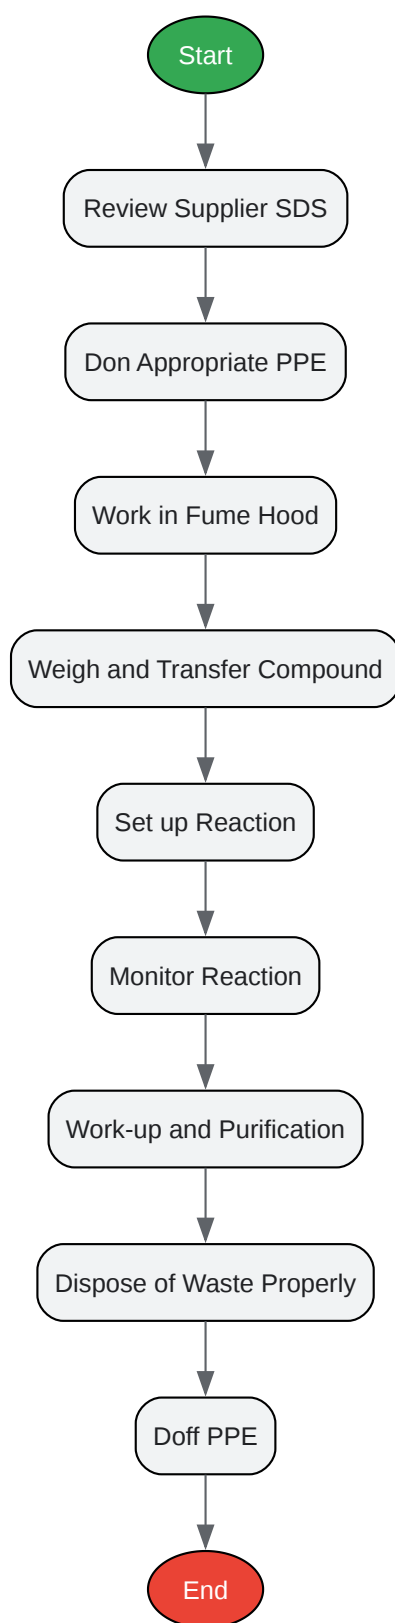 Start
Review Supplier SDS
Don Appropriate PPE
Work in Fume Hood
Weigh and Transfer Compound
Set up Reaction
Monitor Reaction
Work-up and Purification
Dispose of Waste Properly
Doff PPE
End